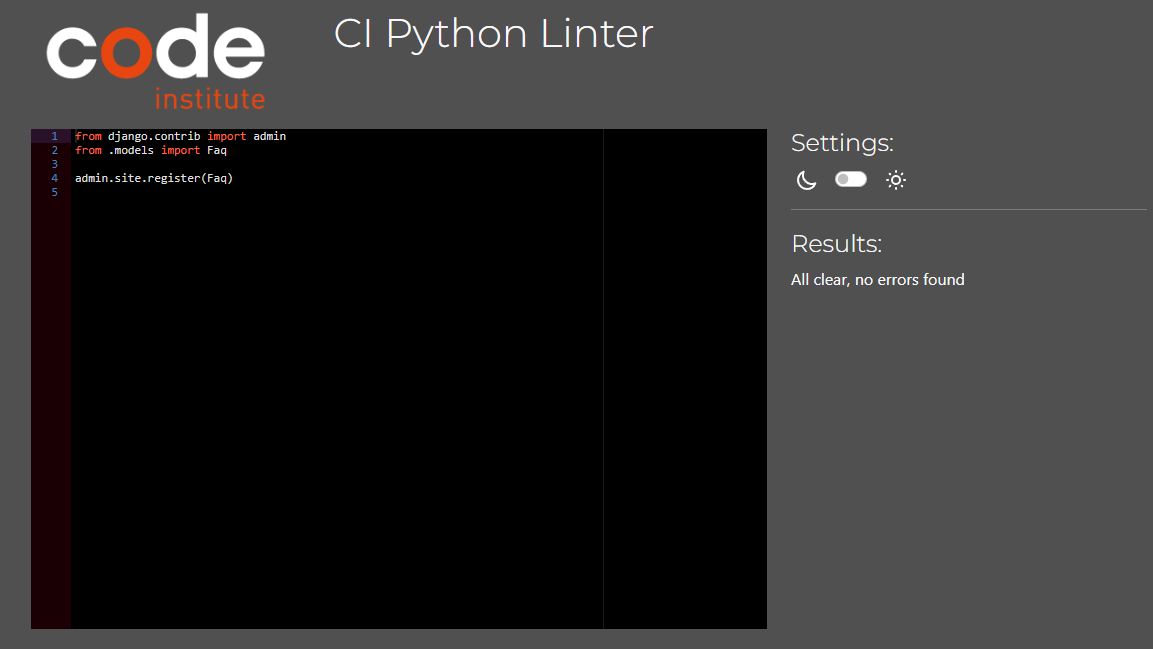 code
institute
CI Python Linter
1 from django.contrib import admin
2 from .models import Faq
3
4 admin.site.register(Faq)
5
Settings:
Results:
All clear, no errors found